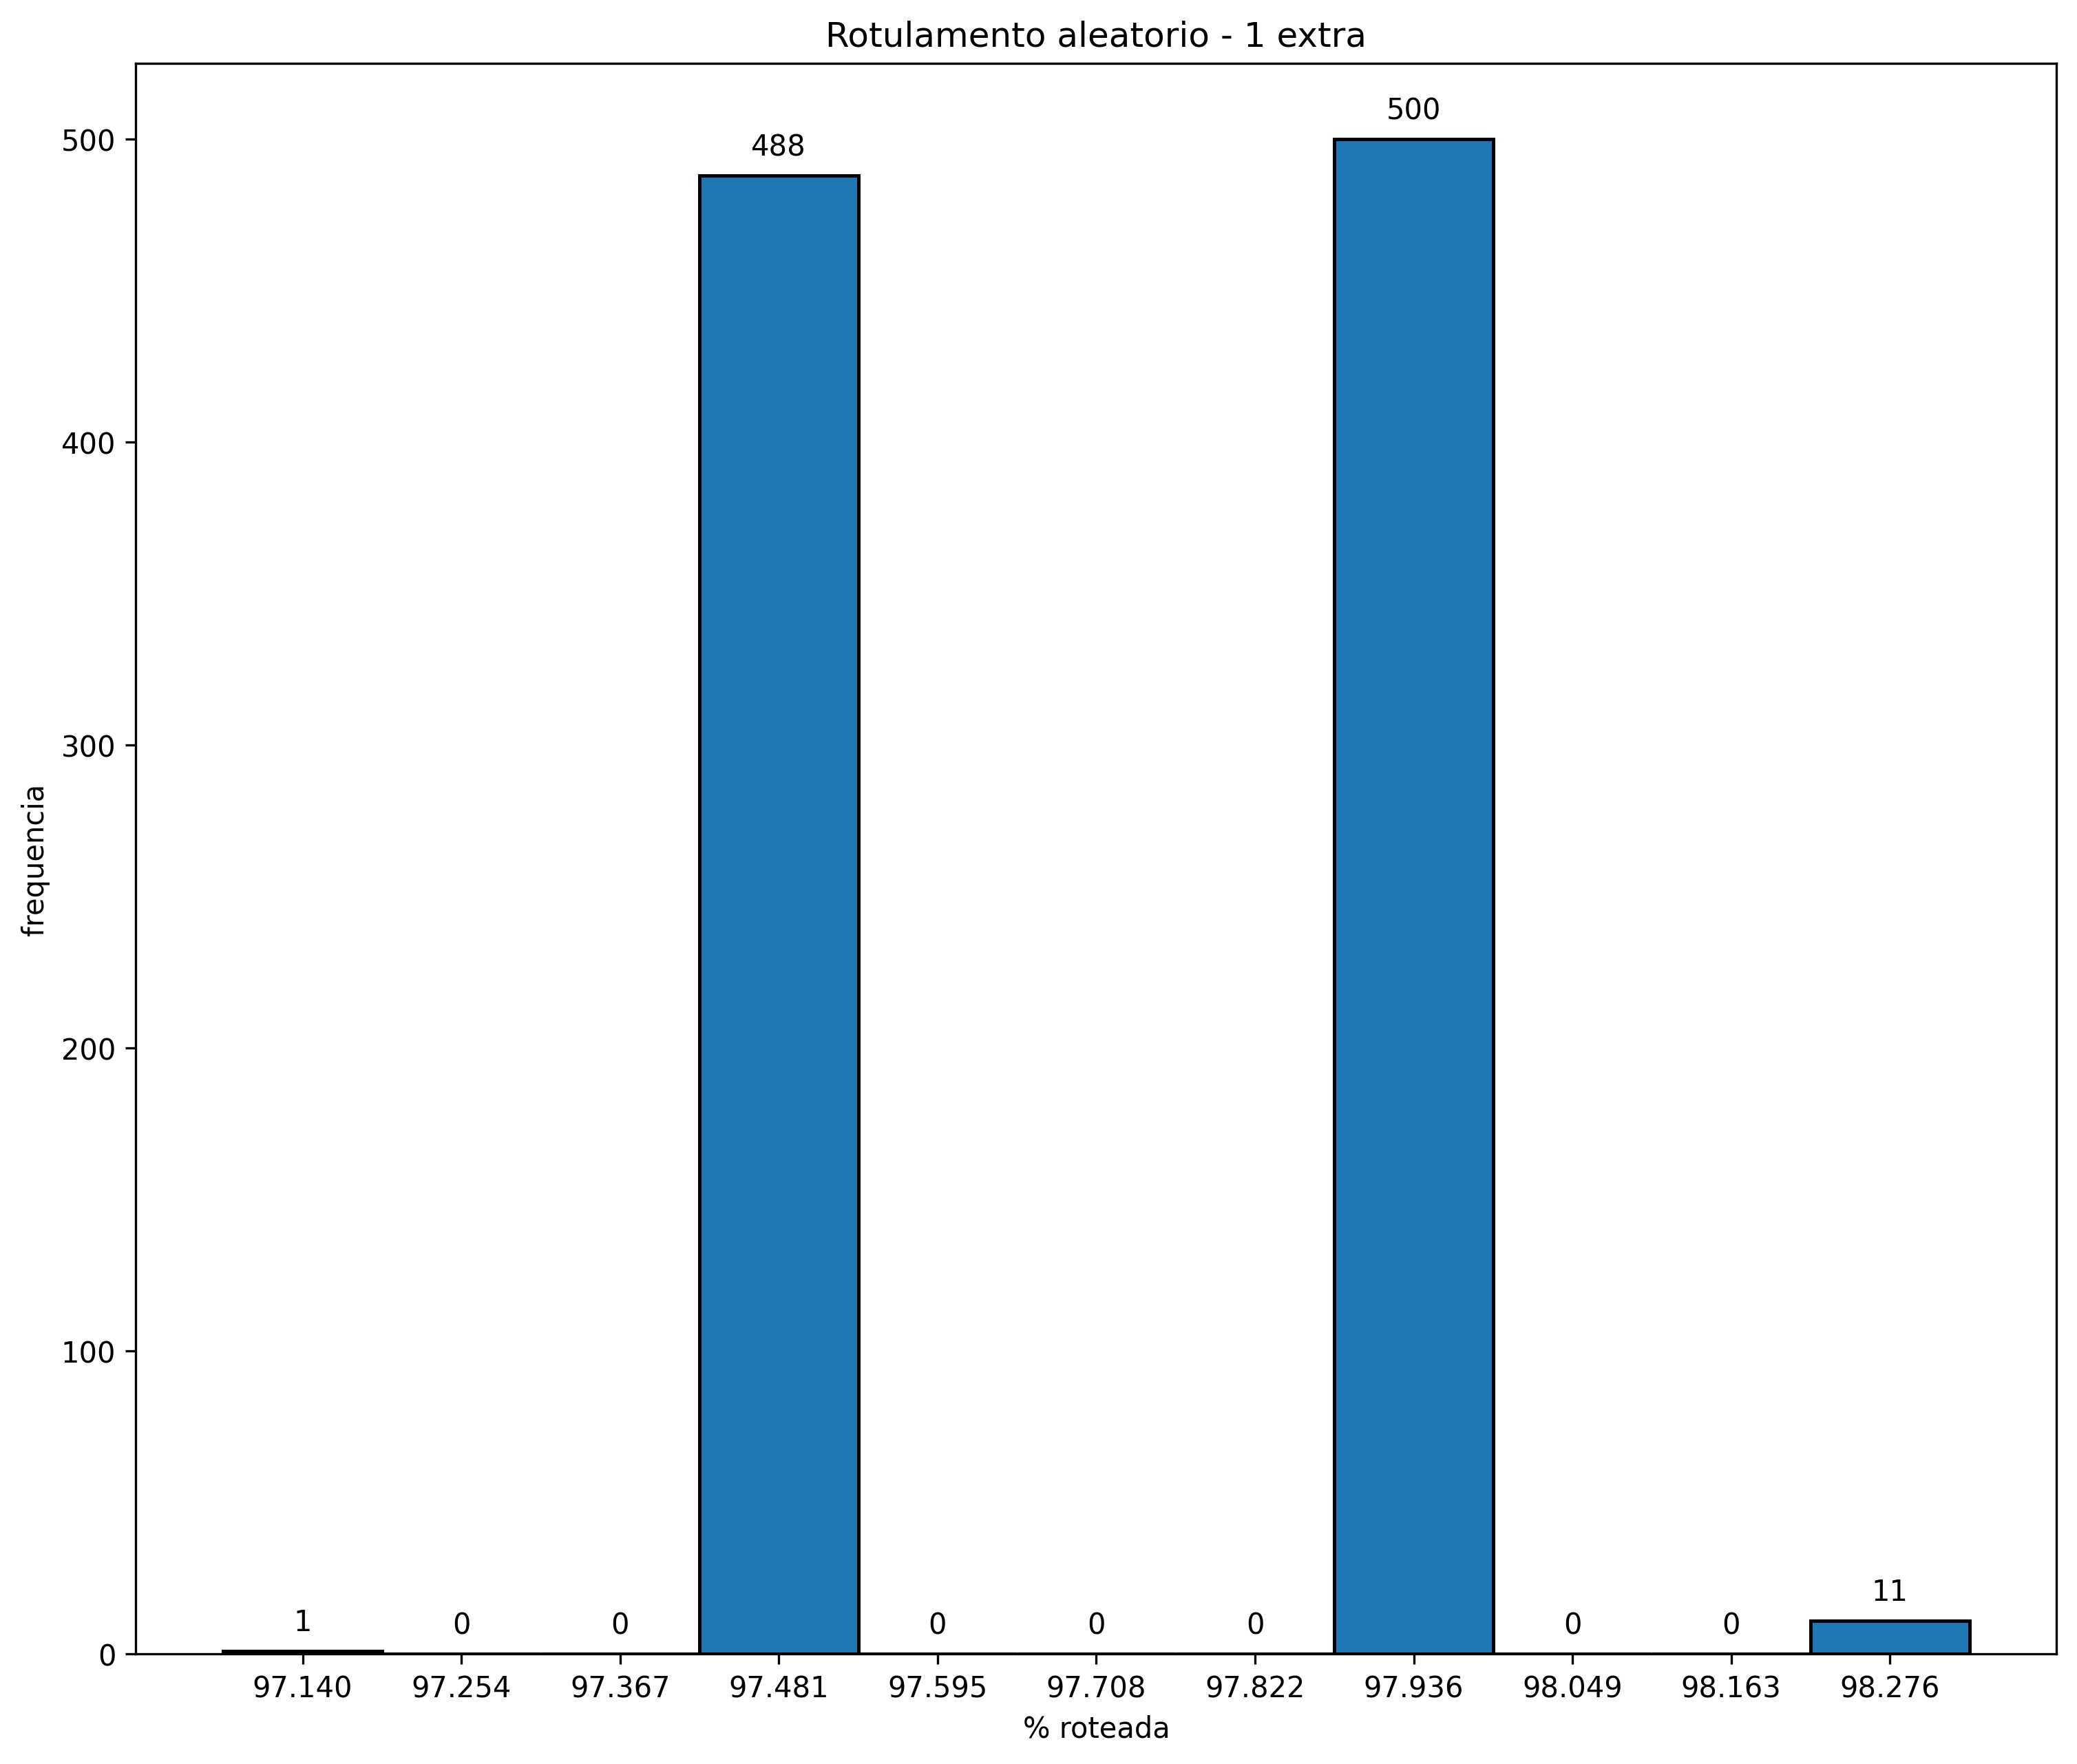 Rotulamento aleatorio - 1 extra
frequencia
500
400
300
200
100
0
1 0 0 488 0 0 0 500 0 0 11
97.140 97.254 97.367 97.481 97.595 97.708 97.822 97.936 98.049 98.163 98.276
% roteada